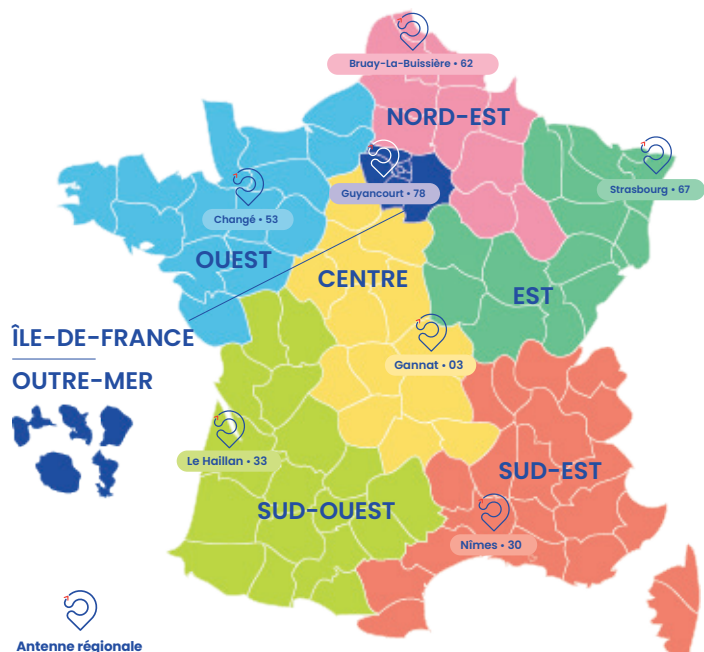 Bruay-La-Buissière • 62
NORD-EST
Guyancourt • 78
Strasbourg • 67
Changé • 53
OUEST
CENTRE
EST
ÎLE-DE-FRANCE
OUTRE-MER
Gannat • 03
Le Haillan • 33
SUD-EST
SUD-OUEST
Nîmes • 30
Antenne régionale